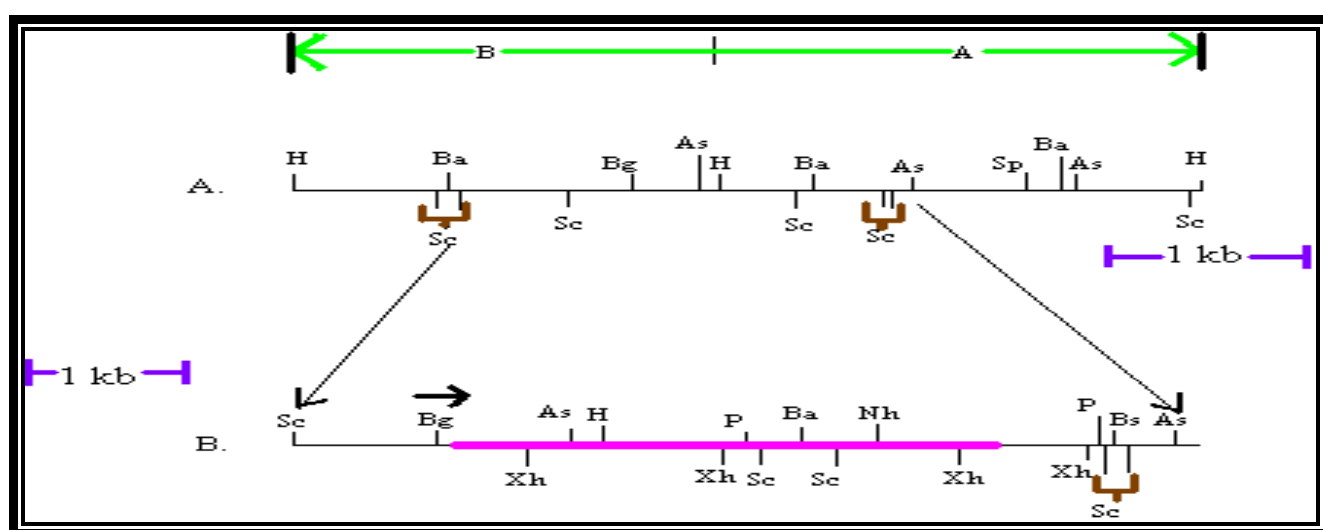 B A
H Ba Bg As H Ba As Sp Ba As H
A.
Sc Sc Sc Sc Sc
1 kb
1 kb
Sc Bg As H P Ba Nh P Bs As
B.
Xh Xh Sc Sc Xh Xh
Sc